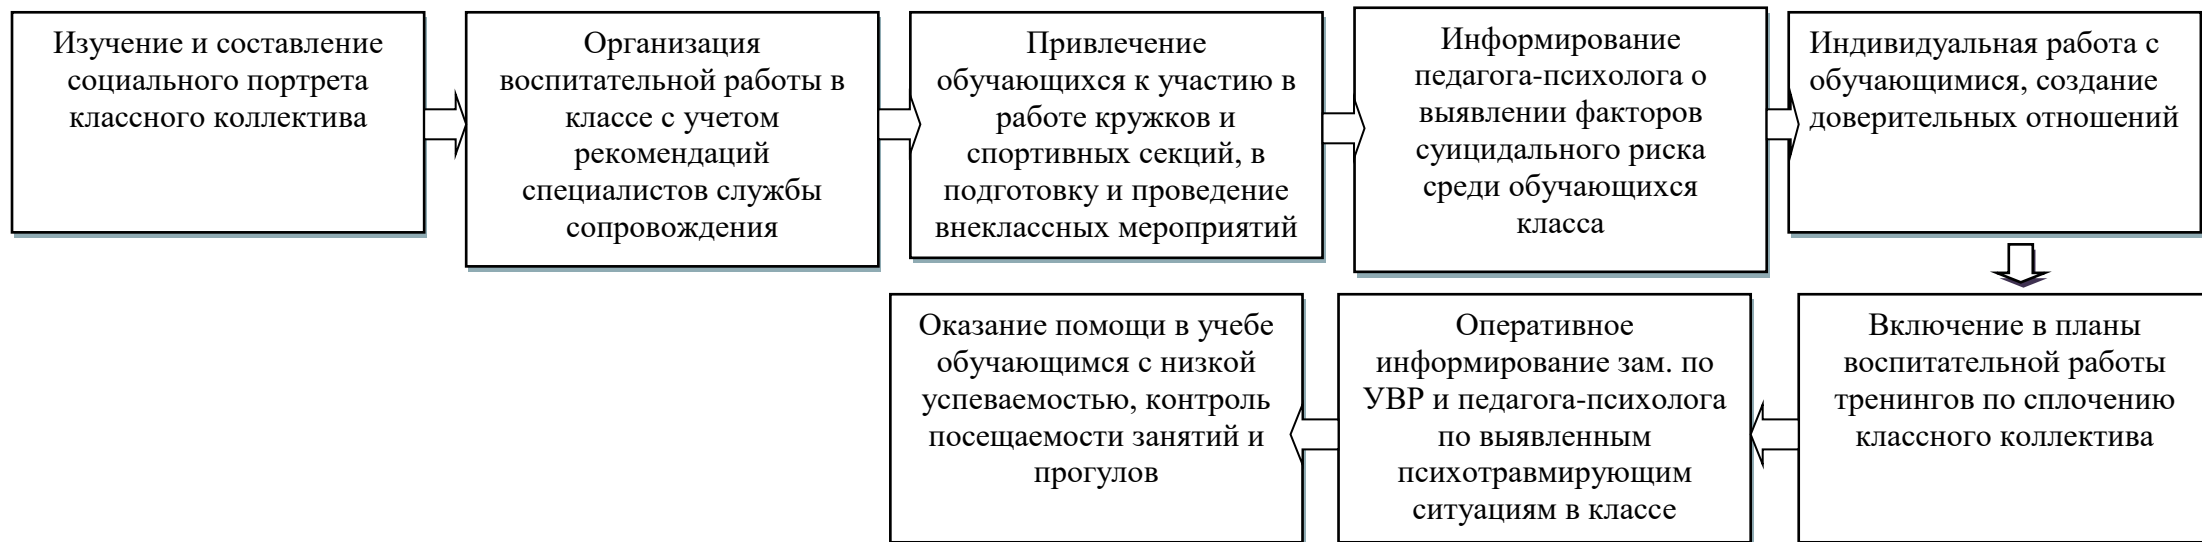 Изучение и составление
социального портрета
классного коллектива
Организация
воспитательной работы в
классе с учетом
рекомендаций
специалистов службы
сопровождения
Привлечение
обучающихся к участию в
работе кружков и
спортивных секций, в
подготовку и проведение
внеклассных мероприятий
Информирование
педагога-психолога о
выявлении факторов
суицидального риска
среди обучающихся
класса
Индивидуальная работа с
обучающимися, создание
доверительных отношений
Включение в планы
воспитательной работы
тренингов по сплочению
классного коллектива
Оперативное
информирование зам. по
УВР и педагога-психолога
по выявленным
психотравмирующим
ситуациям в классе
Оказание помощи в учебе
обучающимся с низкой
успеваемостью, контроль
посещаемости занятий и
прогулов